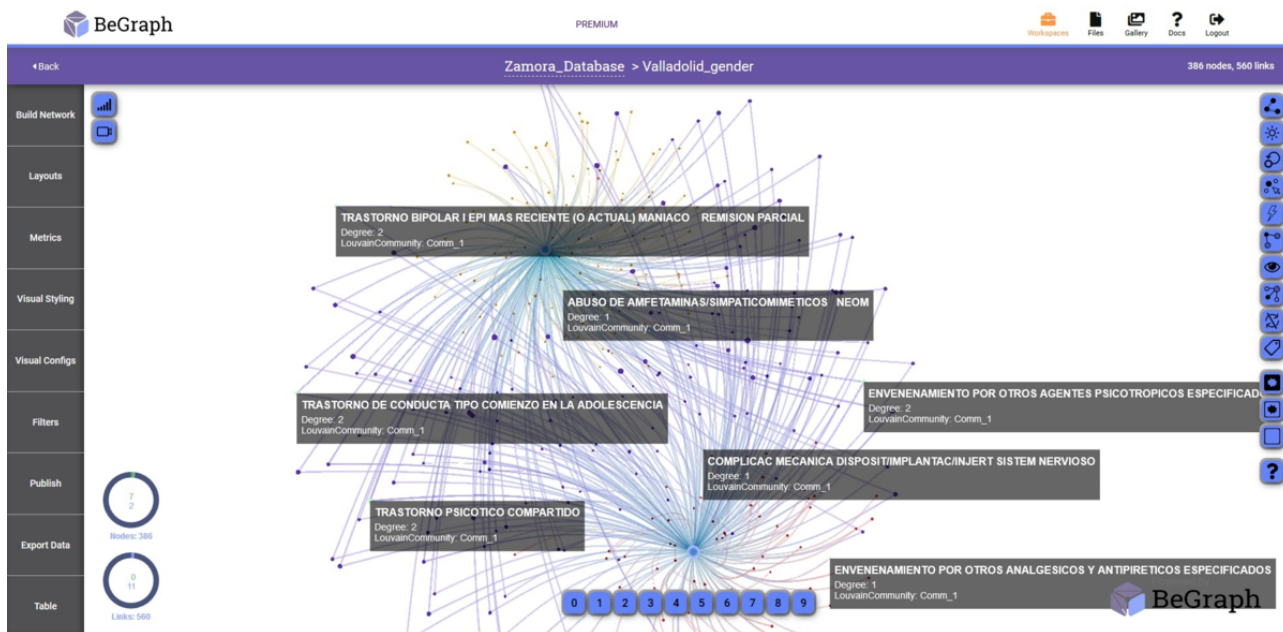 BeGraph
PREMIUM
Workspaces
Files
Gallery
Docs
Logout
Back
Zamora_Database > Valladolid_gender
386 nodes, 560 links
Build Network
Layouts
Metrics
Visual Styling
Visual Configs
Filters
Publish
Export Data
Table
TRASTORNO BIPOLAR I EPI MAS RECIENTE (O ACTUAL) MANIACO REMISION PARCIAL
Degree: 2
LouvainCommunity: Comm_1
ABUSO DE AMFETAMINAS/SIMPATICOMIMETICOS NEOM
Degree: 1
LouvainCommunity: Comm_1
TRASTORNO DE CONDUCTA TIPO COMIENZO EN LA ADOLESCENCIA
Degree: 2
LouvainCommunity: Comm_1
ENVENENAMIENTO POR OTROS AGENTES PSICOTROPICOS ESPECIFICAD
Degree: 2
LouvainCommunity: Comm_1
COMPLICAC MECANICA DISPOSIT/IMPLANTAC/INJERT SISTEM NERVIOSO
Degree: 1
LouvainCommunity: Comm_1
TRASTORNO PSICOTICO COMPARTIDO
Degree: 2
LouvainCommunity: Comm_1
ENVENENAMIENTO POR OTROS ANALGESICOS Y ANTIPIRETICOS ESPECIFICADOS
Degree: 1
LouvainCommunity: Comm_1
7
2
Nodes: 386
0
11
Links: 560
0 1 2 3 4 5 6 7 8 9
?
BeGraph